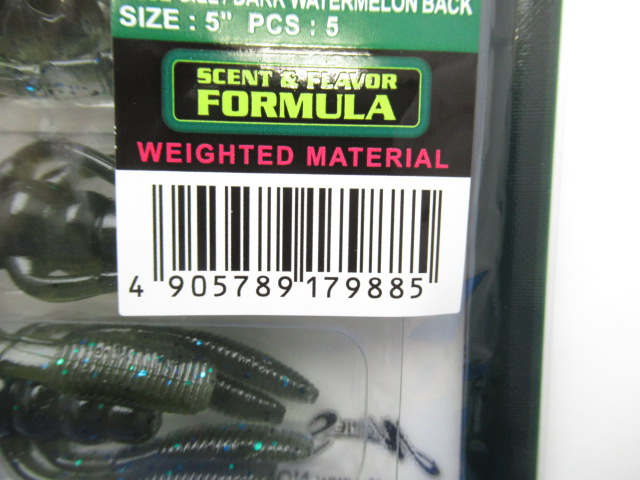 DARK WATERMELON BACK
SIZE : 5" PCS : 5
SCENT & FLAVOR
FORMULA
WEIGHTED MATERIAL
4 905789 179885